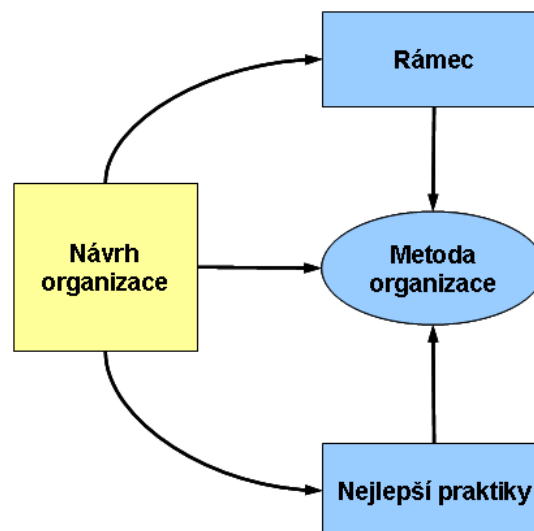 Rámec
Návrh
organizace
Metoda
organizace
Nejlepší praktiky